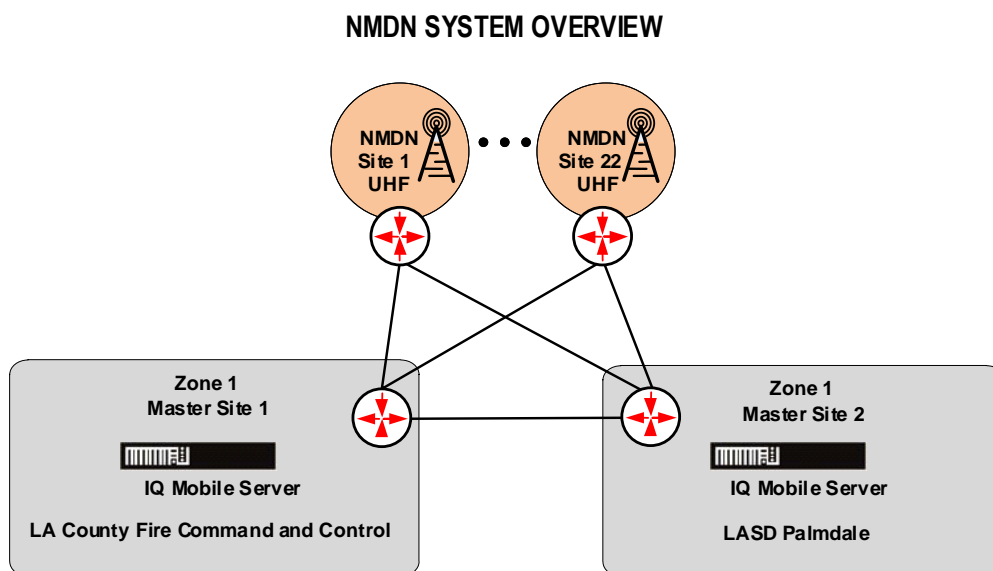 NMDN SYSTEM OVERVIEW
NMDN
Site 1
UHF
NMDN
Site 22
UHF
Zone 1
Master Site 1
IQ Mobile Server
LA County Fire Command and Control
Zone 1
Master Site 2
IQ Mobile Server
LASD Palmdale